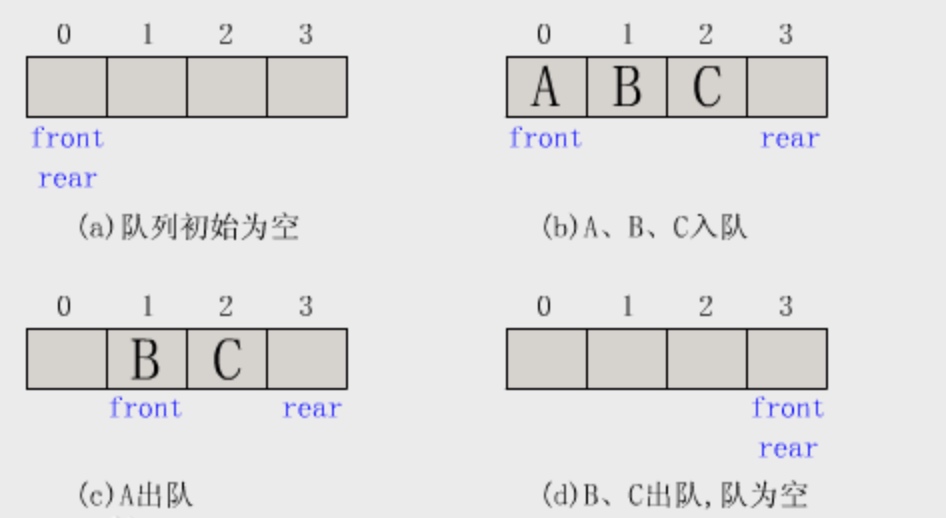 0 1 2 3
front
rear
(a)队列初始为空
0 1 2 3
A B C
front rear
(b)A、B、C入队
0 1 2 3
B C
front rear
(c)A出队
0 1 2 3
front
rear
(d)B、C出队,队为空